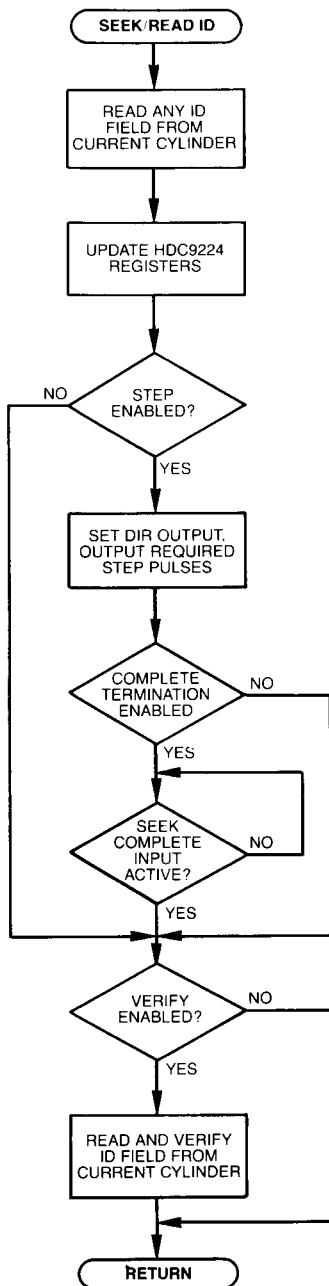 SEEK/READ ID
READ ANY ID
FIELD FROM
CURRENT CYLINDER
UPDATE HDC9224
REGISTERS
NO
STEP
ENABLED?
YES
SET DIR OUTPUT,
OUTPUT REQUIRED
STEP PULSES
COMPLETE
TERMINATION
ENABLED
NO
YES
SEEK
COMPLETE
INPUT
ACTIVE?
NO
YES
VERIFY
ENABLED?
NO
YES
READ AND VERIFY
ID FIELD FROM
CURRENT CYLINDER
RETURN